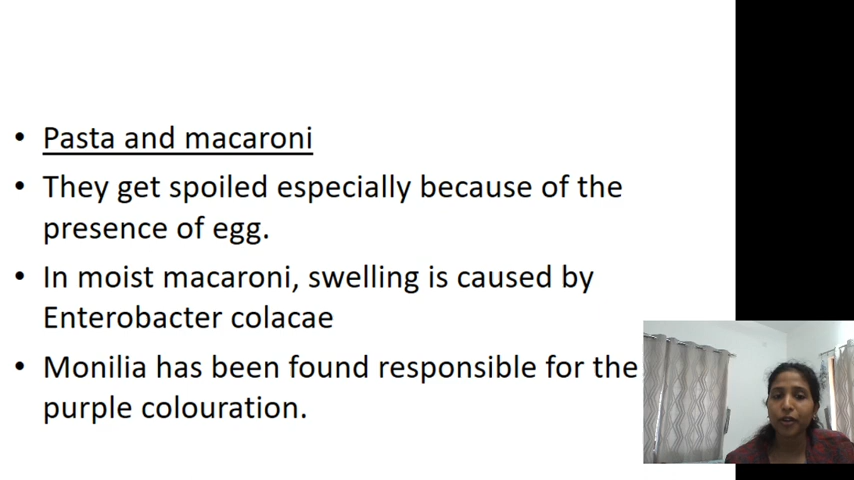 • Pasta and macaroni
• They get spoiled especially because of the
presence of egg.
• In moist macaroni, swelling is caused by
Enterobacter colacae
• Monilia has been found responsible for the
purple colouration.